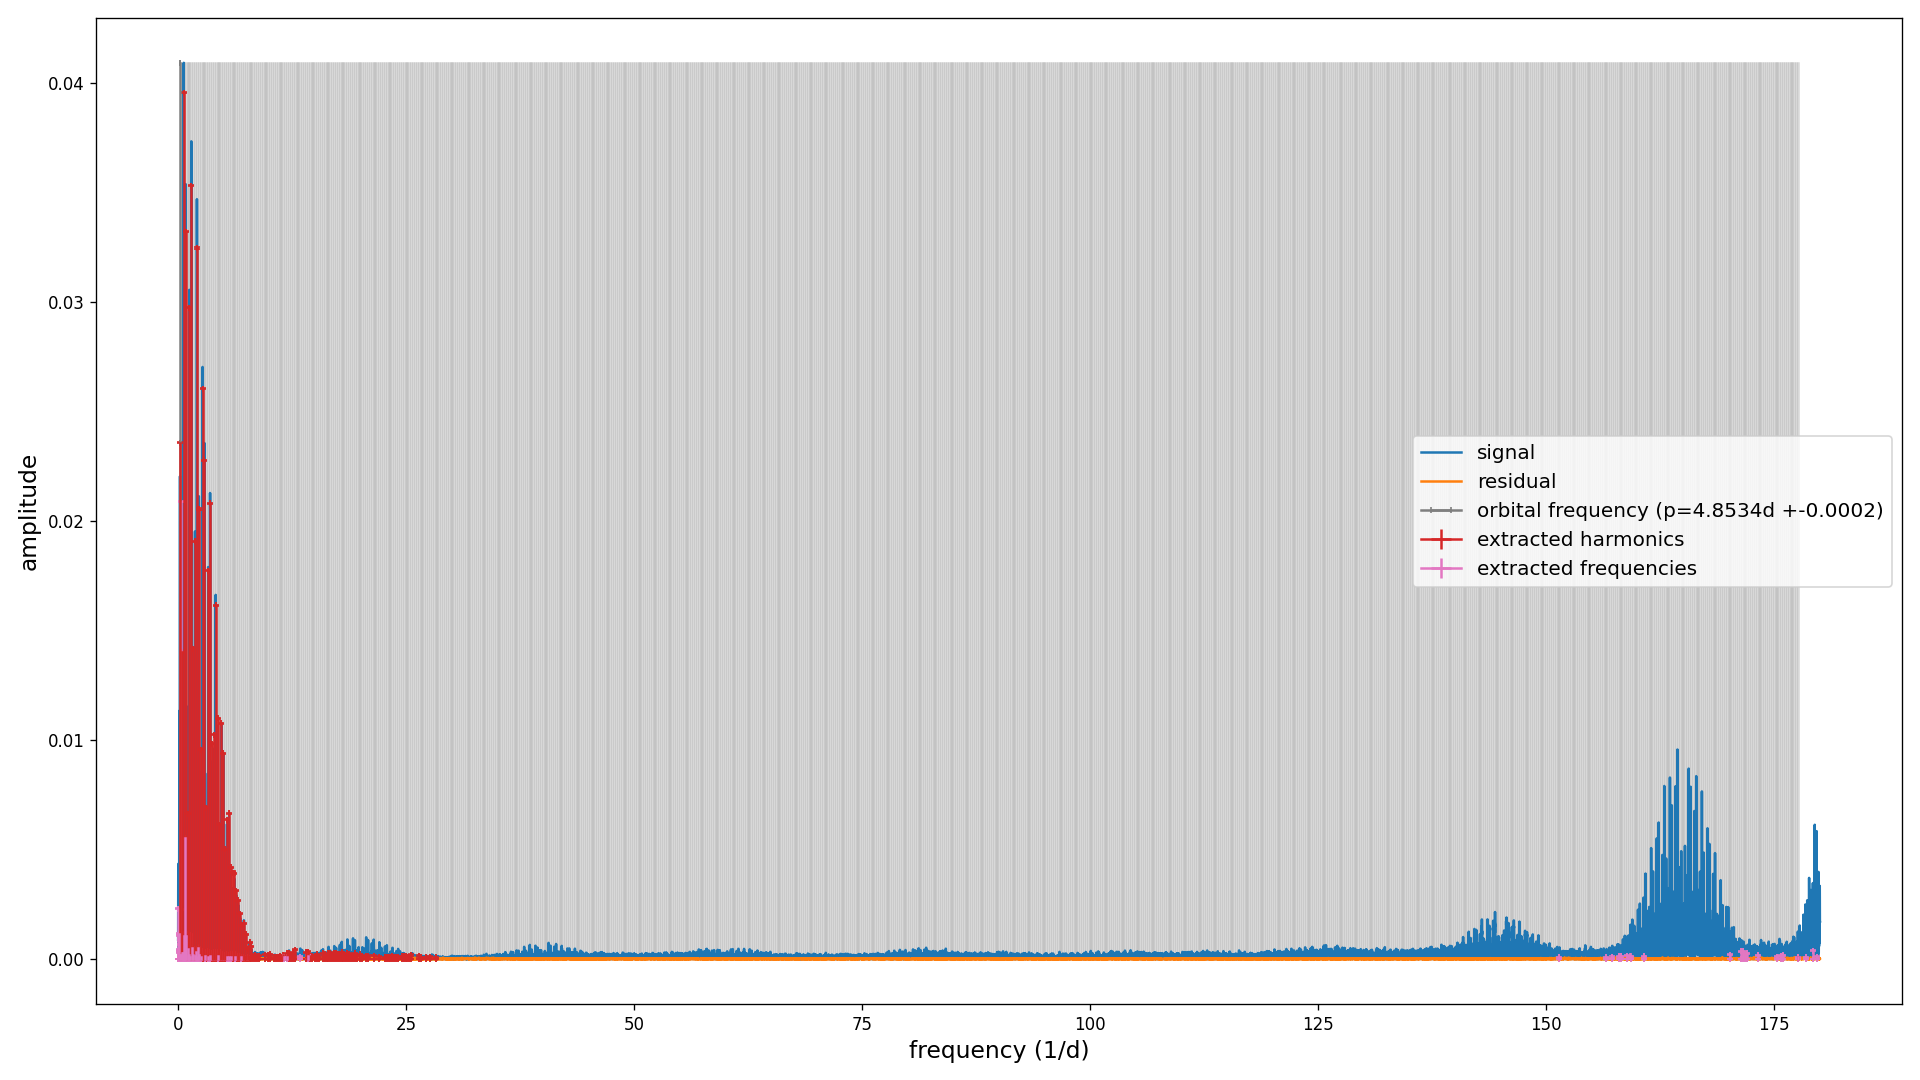 0.04
0.03
0.02
0.01
0.00
amplitude
signal
residual
orbital frequency (p=4.8534d +-0.0002)
extracted harmonics
extracted frequencies
0 25 50 75 100 125 150 175
frequency (1/d)